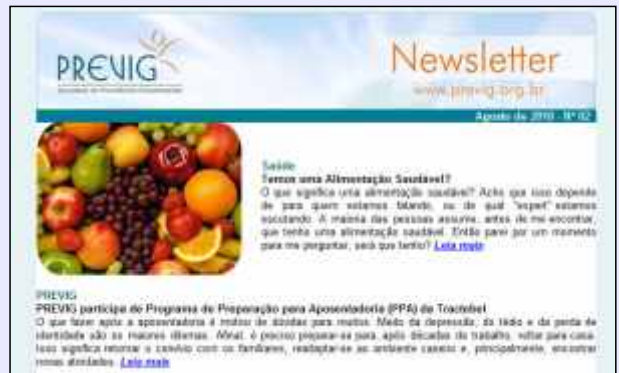 PREVIG
Newsletter
www.previg.org.br
Agosto de 2010 - Nº 02
Saúde
Temos uma Alimentação Saudável?
O que significa uma alimentação saudável? Acho que isso depende
de para quem estamos falando, ou de qual "expert" estamos
escutando. A maioria das pessoas assume, antes de me encontrar,
que tenho uma alimentação saudável. Então parei por um momento
para me perguntar, será que tenho? Leia mais
PREVIG
PREVIG participa de Programa de Preparação para Aposentadoria (PPA) da Tractebel
O que fazer após a aposentadoria é motivo de dúvidas para muitos. Medo da depressão, do tédio e da perda de
identidade são os maiores dilemas. Afinal, é preciso preparar-se para, após décadas de trabalho, voltar para casa.
Isso significa retomar o convívio com os familiares, readaptar-se ao ambiente caseiro e, principalmente, encontrar
novas atividades. Leia mais